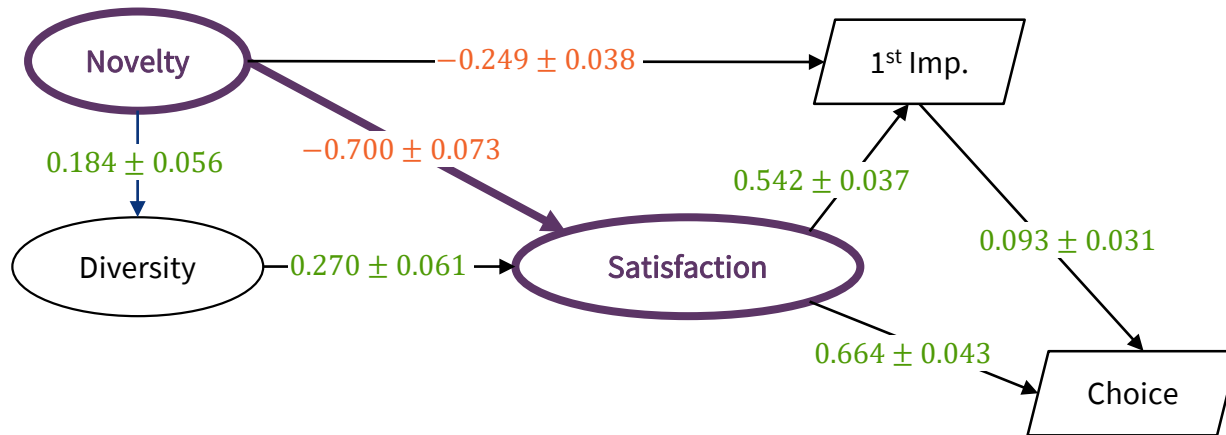 Novelty
−0.249 ± 0.038
1st Imp.
0.184 ± 0.056
−0.700 ± 0.073
0.542 ± 0.037
Diversity
0.270 ± 0.061
Satisfaction
0.093 ± 0.031
0.664 ± 0.043
Choice